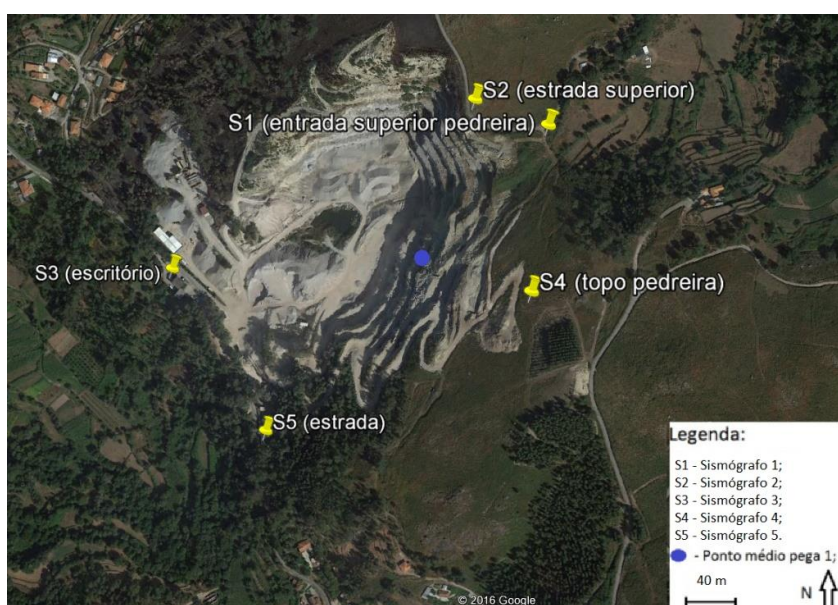 S2 (estrada superior)
S1 (entrada superior pedreira)
S3 (escritório)
S4 (topo pedreira)
S5 (estrada)
Legenda:
S1 - Sismógrafo 1;
S2 - Sismógrafo 2;
S3 - Sismógrafo 3;
S4 - Sismógrafo 4;
S5 - Sismógrafo 5.
- Ponto médio pega 1;
40 m
N
© 2016 Google